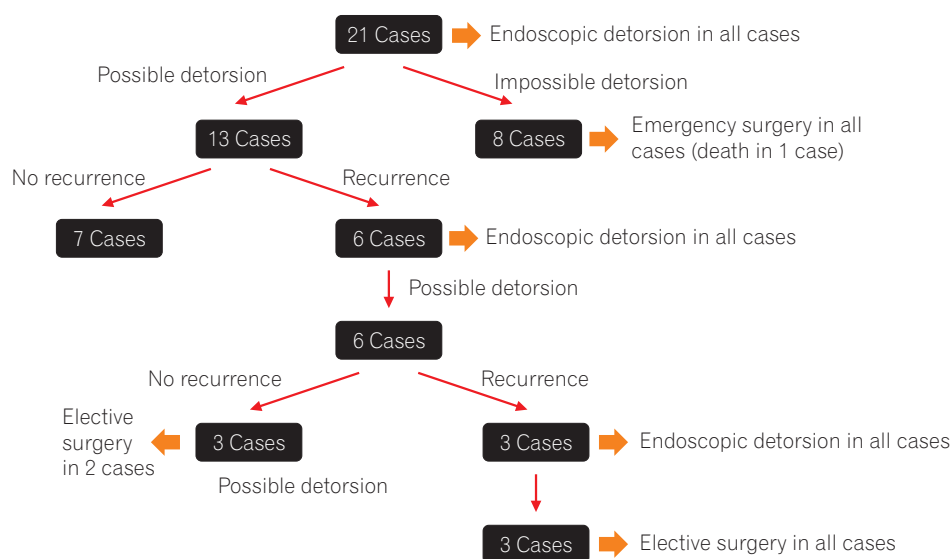 21 Cases
Endoscopic detorsion in all cases
Possible detorsion
Impossible detorsion
13 Cases
8 Cases
Emergency surgery in all
cases (death in 1 case)
No recurrence
Recurrence
7 Cases
6 Cases
Endoscopic detorsion in all cases
Possible detorsion
6 Cases
No recurrence
Recurrence
Elective
surgery
in 2 cases
3 Cases
3 Cases
Endoscopic detorsion in all cases
Possible detorsion
3 Cases
Elective surgery in all cases